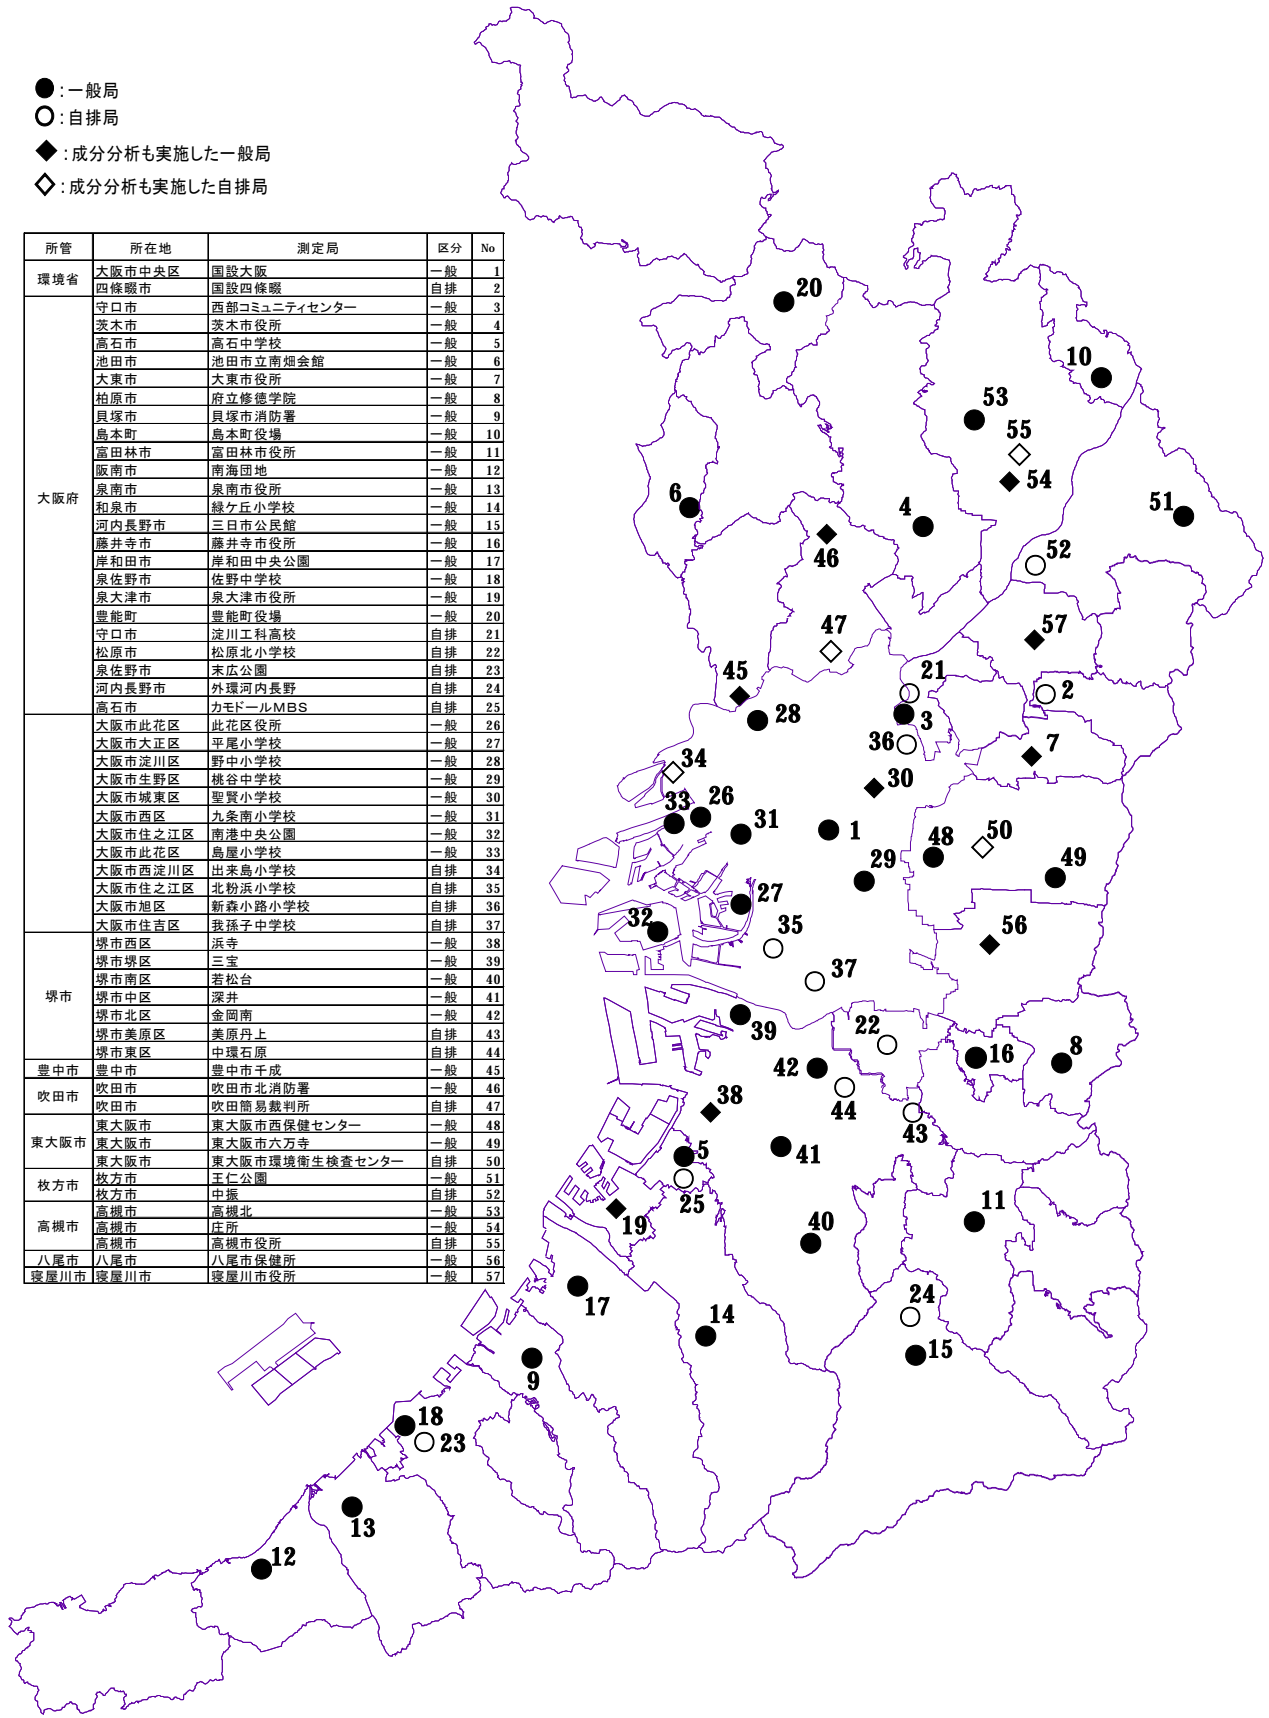 ●:一般局
○:自排局
◆:成分分析も実施した一般局
◇:成分分析も実施した自排局
所管 所在地 測定局 区分 No
環境省 大阪市中央区 国設大阪 一般 1
四條畷市 国設四條畷 自排 2
大阪府 守口市 西部コミュニティセンター 一般 3
茨木市 茨木市役所 一般 4
高石市 高石中学校 一般 5
池田市 池田市立南畑会館 一般 6
大東市 大東市役所 一般 7
柏原市 府立修徳学院 一般 8
貝塚市 貝塚市消防署 一般 9
島本町 島本町役場 一般 10
富田林市 富田林市役所 一般 11
阪南市 南海団地 一般 12
泉南市 泉南市役所 一般 13
和泉市 緑ケ丘小学校 一般 14
河内長野市 三日市公民館 一般 15
藤井寺市 藤井寺市役所 一般 16
岸和田市 岸和田中央公園 一般 17
泉佐野市 佐野中学校 一般 18
泉大津市 泉大津市役所 一般 19
豊能町 豊能町役場 一般 20
守口市 淀川工科高校 自排 21
松原市 松原北小学校 自排 22
泉佐野市 末広公園 自排 23
河内長野市 外環河内長野 自排 24
高石市 カモドールMBS 自排 25
大阪市此花区 此花区役所 一般 26
大阪市大正区 平尾小学校 一般 27
大阪市淀川区 野中小学校 一般 28
大阪市生野区 桃谷中学校 一般 29
大阪市城東区 聖賢小学校 一般 30
大阪市西区 九条南小学校 一般 31
大阪市住之江区 南港中央公園 一般 32
大阪市此花区 島屋小学校 一般 33
大阪市西淀川区 出来島小学校 自排 34
大阪市住之江区 北粉浜小学校 自排 35
大阪市旭区 新森小路小学校 自排 36
大阪市住吉区 我孫子中学校 自排 37
堺市 堺市西区 浜寺 一般 38
堺市堺区 三宝 一般 39
堺市南区 若松台 一般 40
堺市中区 深井 一般 41
堺市北区 金岡南 一般 42
堺市美原区 美原丹上 自排 43
堺市東区 中環石原 自排 44
豊中市 豊中市 豊中市千成 一般 45
吹田市 吹田市 吹田市北消防署 一般 46
吹田市 吹田簡易裁判所 自排 47
東大阪市 東大阪市 東大阪市西保健センター 一般 48
東大阪市 東大阪市六万寺 一般 49
東大阪市 東大阪市環境衛生検査センター 自排 50
枚方市 枚方市 王仁公園 一般 51
枚方市 中振 自排 52
高槻市 高槻市 高槻北 一般 53
高槻市 庄所 一般 54
高槻市 高槻市役所 自排 55
八尾市 八尾市 八尾市保健所 一般 56
寝屋川市 寝屋川市 寝屋川市役所 一般 57
20
10
53
55
54
6
4
51
46
52
47
57
45
21
2
28
3
36
7
34
30
33
26
31
1
50
48
29
49
27
32
35
56
37
39
22
42
16
8
38
44
43
5
41
25
19
11
40
17
24
14
15
9
18
23
13
12